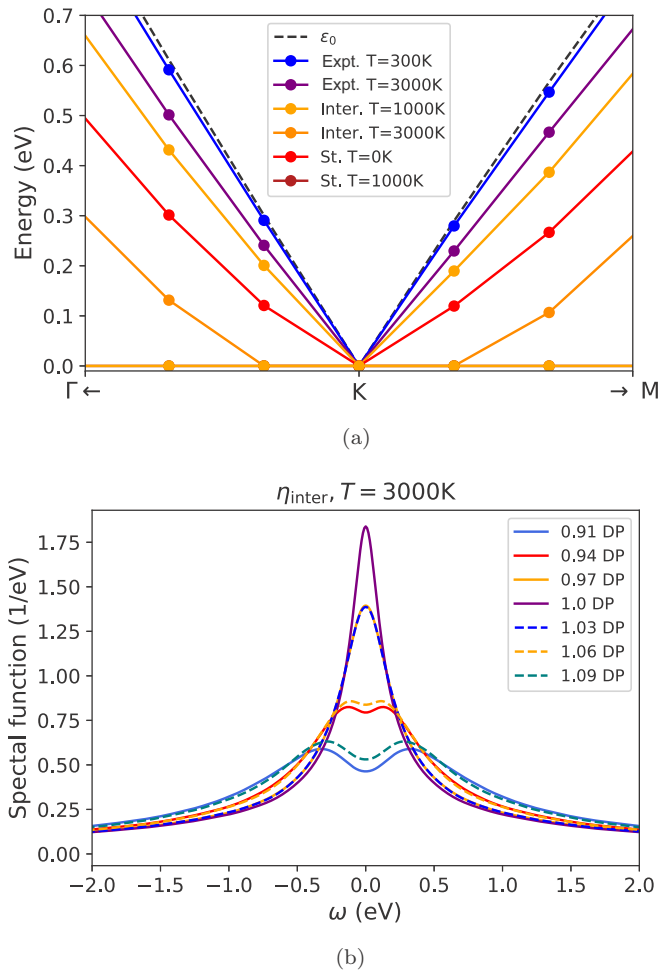 0.7
0.6
0.5
0.4
0.3
0.2
0.1
0.0
Energy (eV)
ε₀
Expt. T=300K
Expt. T=3000K
Inter. T=1000K
Inter. T=3000K
St. T=0K
St. T=1000K
Γ ← K → M
(a)
η_inter, T = 3000K
1.75
1.50
1.25
1.00
0.75
0.50
0.25
0.00
Spectal function (1/eV)
0.91 DP
0.94 DP
0.97 DP
1.0 DP
1.03 DP
1.06 DP
1.09 DP
−2.0 −1.5 −1.0 −0.5 0.0 0.5 1.0 1.5 2.0
ω (eV)
(b)